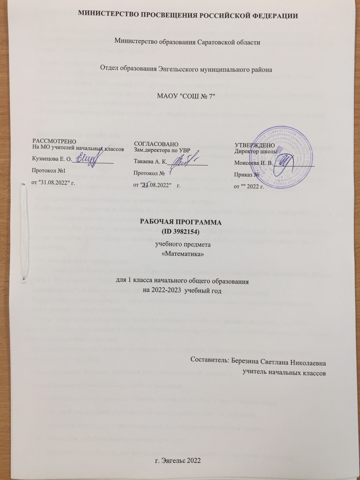 МИНИСТЕРСТВО ПРОСВЕЩЕНИЯ РОССИЙСКОЙ ФЕДЕРАЦИИ
Министерство образования Саратовской области
Отдел образования Энгельсского муниципального района
МАОУ "СОШ № 7"
РАССМОТРЕНО
На МО учителей начальных классов
Кузнецова Е. О.
Протокол №1
от "31.08.2022" г.
СОГЛАСОВАНО
Зам.директора по УВР
Танаева А. К.
Протокол №
от "31.08.2022" г.
УТВЕРЖДЕНО
Директор школы
Моисеева И. В.
Приказ №
от "" 2022 г.
РАБОЧАЯ ПРОГРАММА
(ID 3982154)
учебного предмета
«Математика»
для 1 класса начального общего образования
на 2022-2023 учебный год
Составитель: Березина Светлана Николаевна
учитель начальных классов
г. Энгельс 2022